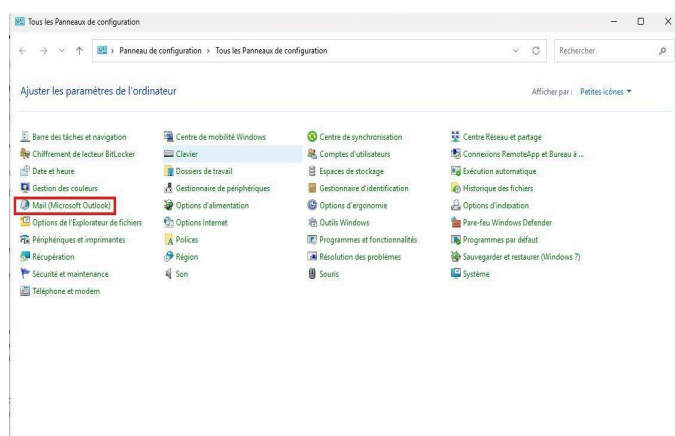 Tous les Panneaux de configuration
Panneau de configuration > Tous les Panneaux de configuration
Rechercher
Ajuster les paramètres de l'ordinateur
Afficher par : Petites icônes
Barre des tâches et navigation
Centre de mobilité Windows
Centre de synchronisation
Centre Réseau et partage
Chiffrement de lecteur BitLocker
Clavier
Comptes d'utilisateurs
Connexions RemoteApp et Bureau à ...
Date et heure
Dossiers de travail
Espaces de stockage
Exécution automatique
Gestion des couleurs
Gestionnaire de périphériques
Gestionnaire d'identification
Historique des fichiers
Mail (Microsoft Outlook)
Options d'alimentation
Options d'ergonomie
Options d'indexation
Options de l'Explorateur de fichiers
Options Internet
Outils Windows
Pare-feu Windows Defender
Périphériques et imprimantes
Polices
Programmes et fonctionnalités
Programmes par défaut
Récupération
Région
Résolution des problèmes
Sauvegarder et restaurer (Windows 7)
Sécurité et maintenance
Son
Souris
Système
Téléphone et modem